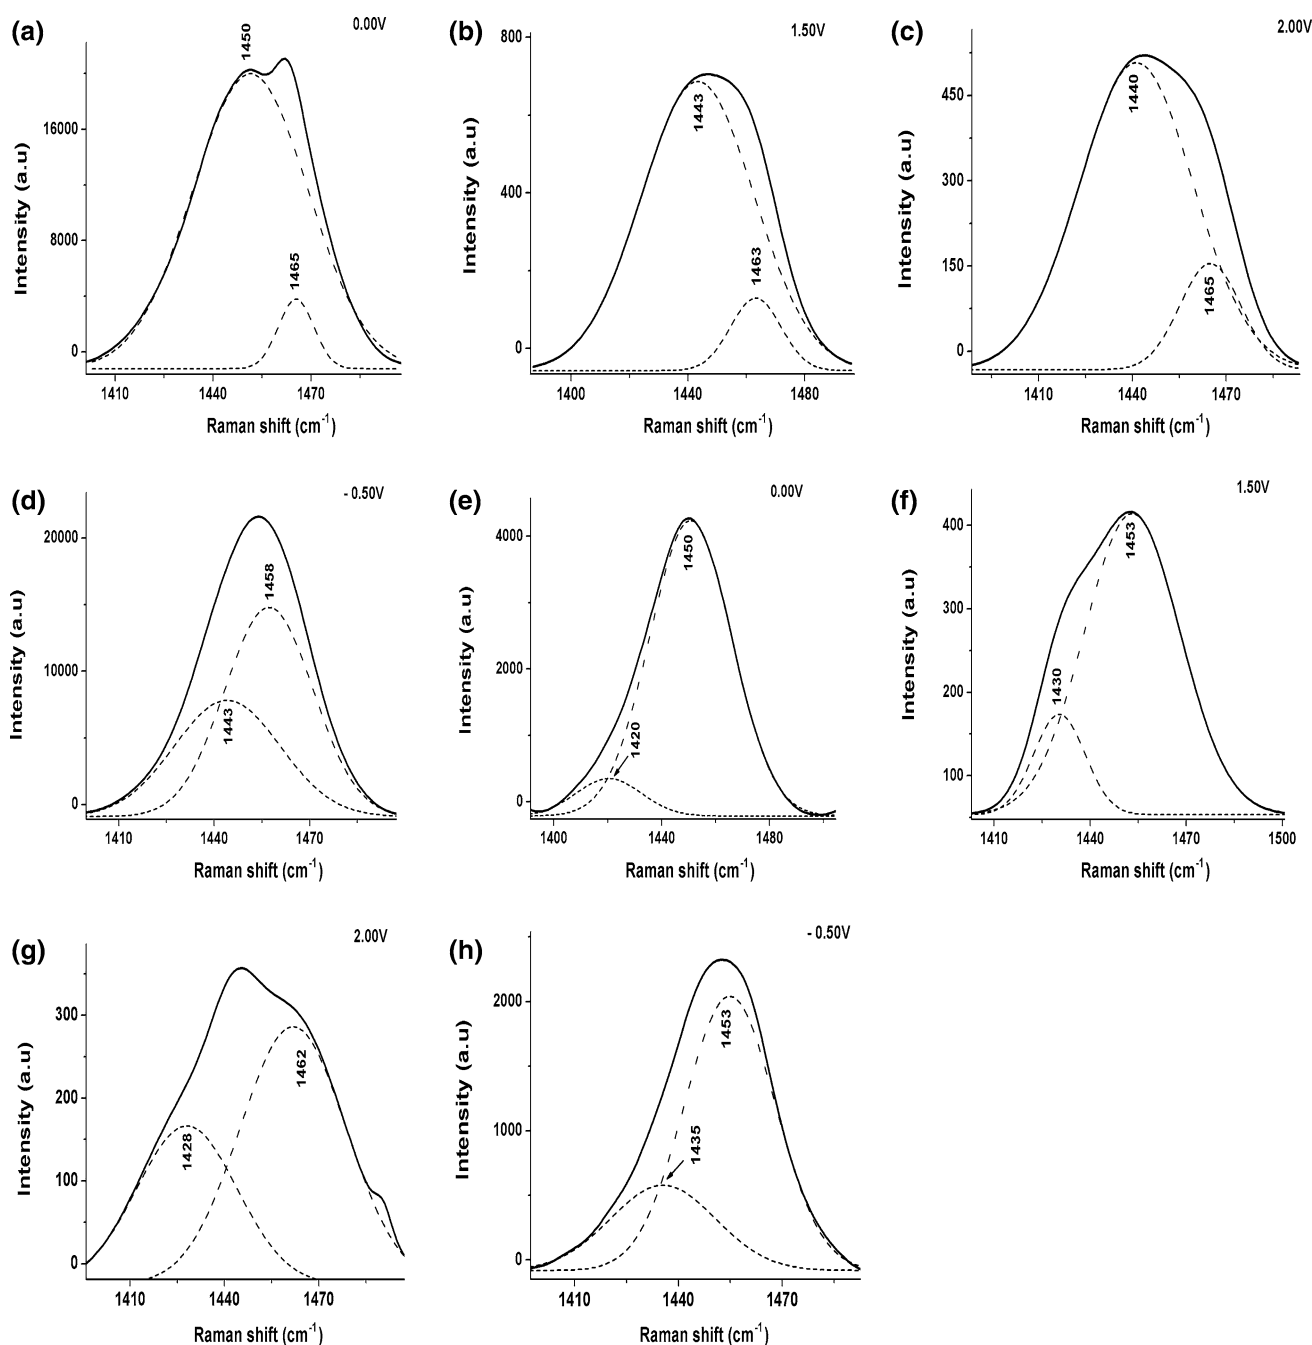 (a)
0.00V
1450
1465
16000
8000
0
Intensity (a.u)
1410
1440
1470
Raman shift (cm-1)
(b)
1.50V
1443
1463
800
400
0
Intensity (a.u)
1400
1440
1480
Raman shift (cm-1)
(c)
2.00V
1440
1465
450
300
150
0
Intensity (a.u)
1410
1440
1470
Raman shift (cm-1)
(d)
- 0.50V
1458
1443
20000
10000
0
Intensity (a.u)
1410
1440
1470
Raman shift (cm-1)
(e)
0.00V
1450
1420
4000
2000
0
Intensity (a.u)
1400
1440
1480
Raman shift (cm-1)
(f)
1.50V
1453
1430
400
300
200
100
Intensity (a.u)
1410
1440
1470
1500
Raman shift (cm-1)
(g)
2.00V
1462
1428
300
200
100
0
Intensity (a.u)
1410
1440
1470
Raman shift (cm-1)
(h)
- 0.50V
1453
1435
2000
1000
0
Intensity (a.u)
1410
1440
1470
Raman shift (cm-1)